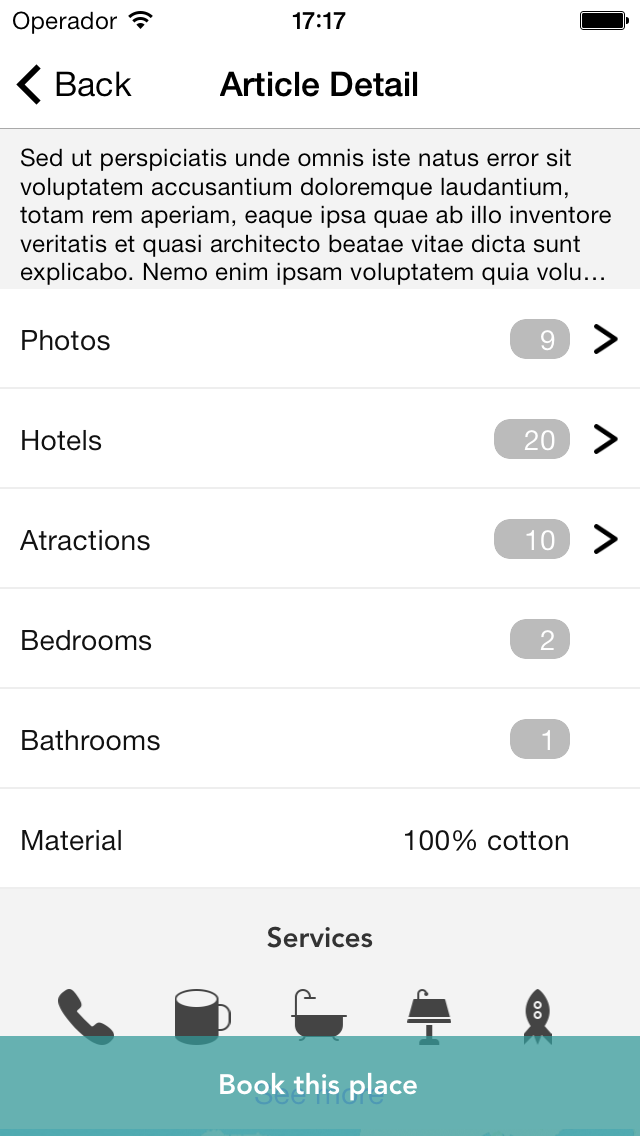 Operador 17:17
Back Article Detail
Sed ut perspiciatis unde omnis iste natus error sit
voluptatem accusantium doloremque laudantium,
totam rem aperiam, eaque ipsa quae ab illo inventore
veritatis et quasi architecto beatae vitae dicta sunt
explicabo. Nemo enim ipsam voluptatem quia volu…
Photos 9
Hotels 20
Atractions 10
Bedrooms 2
Bathrooms 1
Material 100% cotton
Services
Book this place
See more